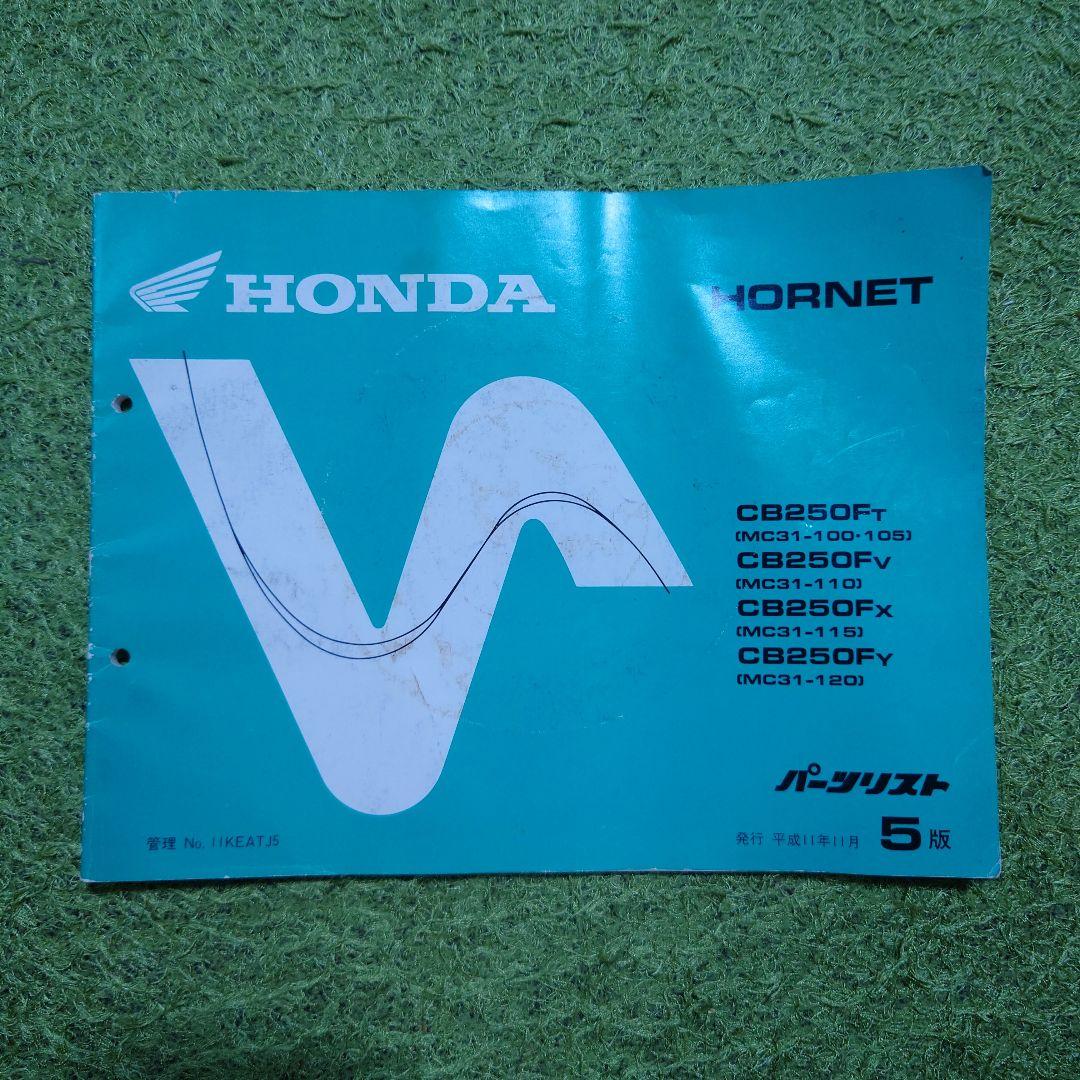 HONDA
HORNET
CB250FT
(MC31-100・105)
CB250FV
(MC31-110)
CB250FX
(MC31-115)
CB250FY
(MC31-120)
パーツリスト
管理 No. 11KEATJ5
発行 平成11年11月 5版